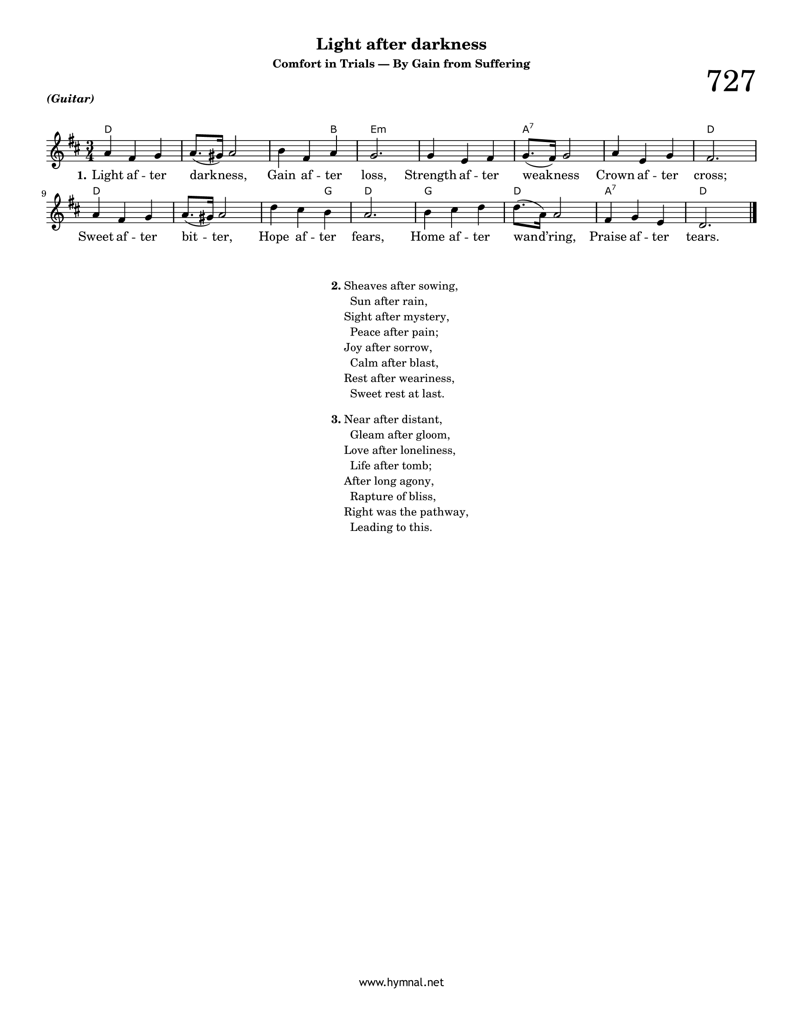 Light after darkness
Comfort in Trials — By Gain from Suffering
727
(Guitar)
D B Em A7 D
3 4
1. Light af - ter darkness, Gain af - ter loss, Strength af - ter weakness Crown af - ter cross;
9 D G D G D A7 D
Sweet af - ter bit - ter, Hope af - ter fears, Home af - ter wand'ring, Praise af - ter tears.
2. Sheaves after sowing,
Sun after rain,
Sight after mystery,
Peace after pain;
Joy after sorrow,
Calm after blast,
Rest after weariness,
Sweet rest at last.
3. Near after distant,
Gleam after gloom,
Love after loneliness,
Life after tomb;
After long agony,
Rapture of bliss,
Right was the pathway,
Leading to this.
www.hymnal.net